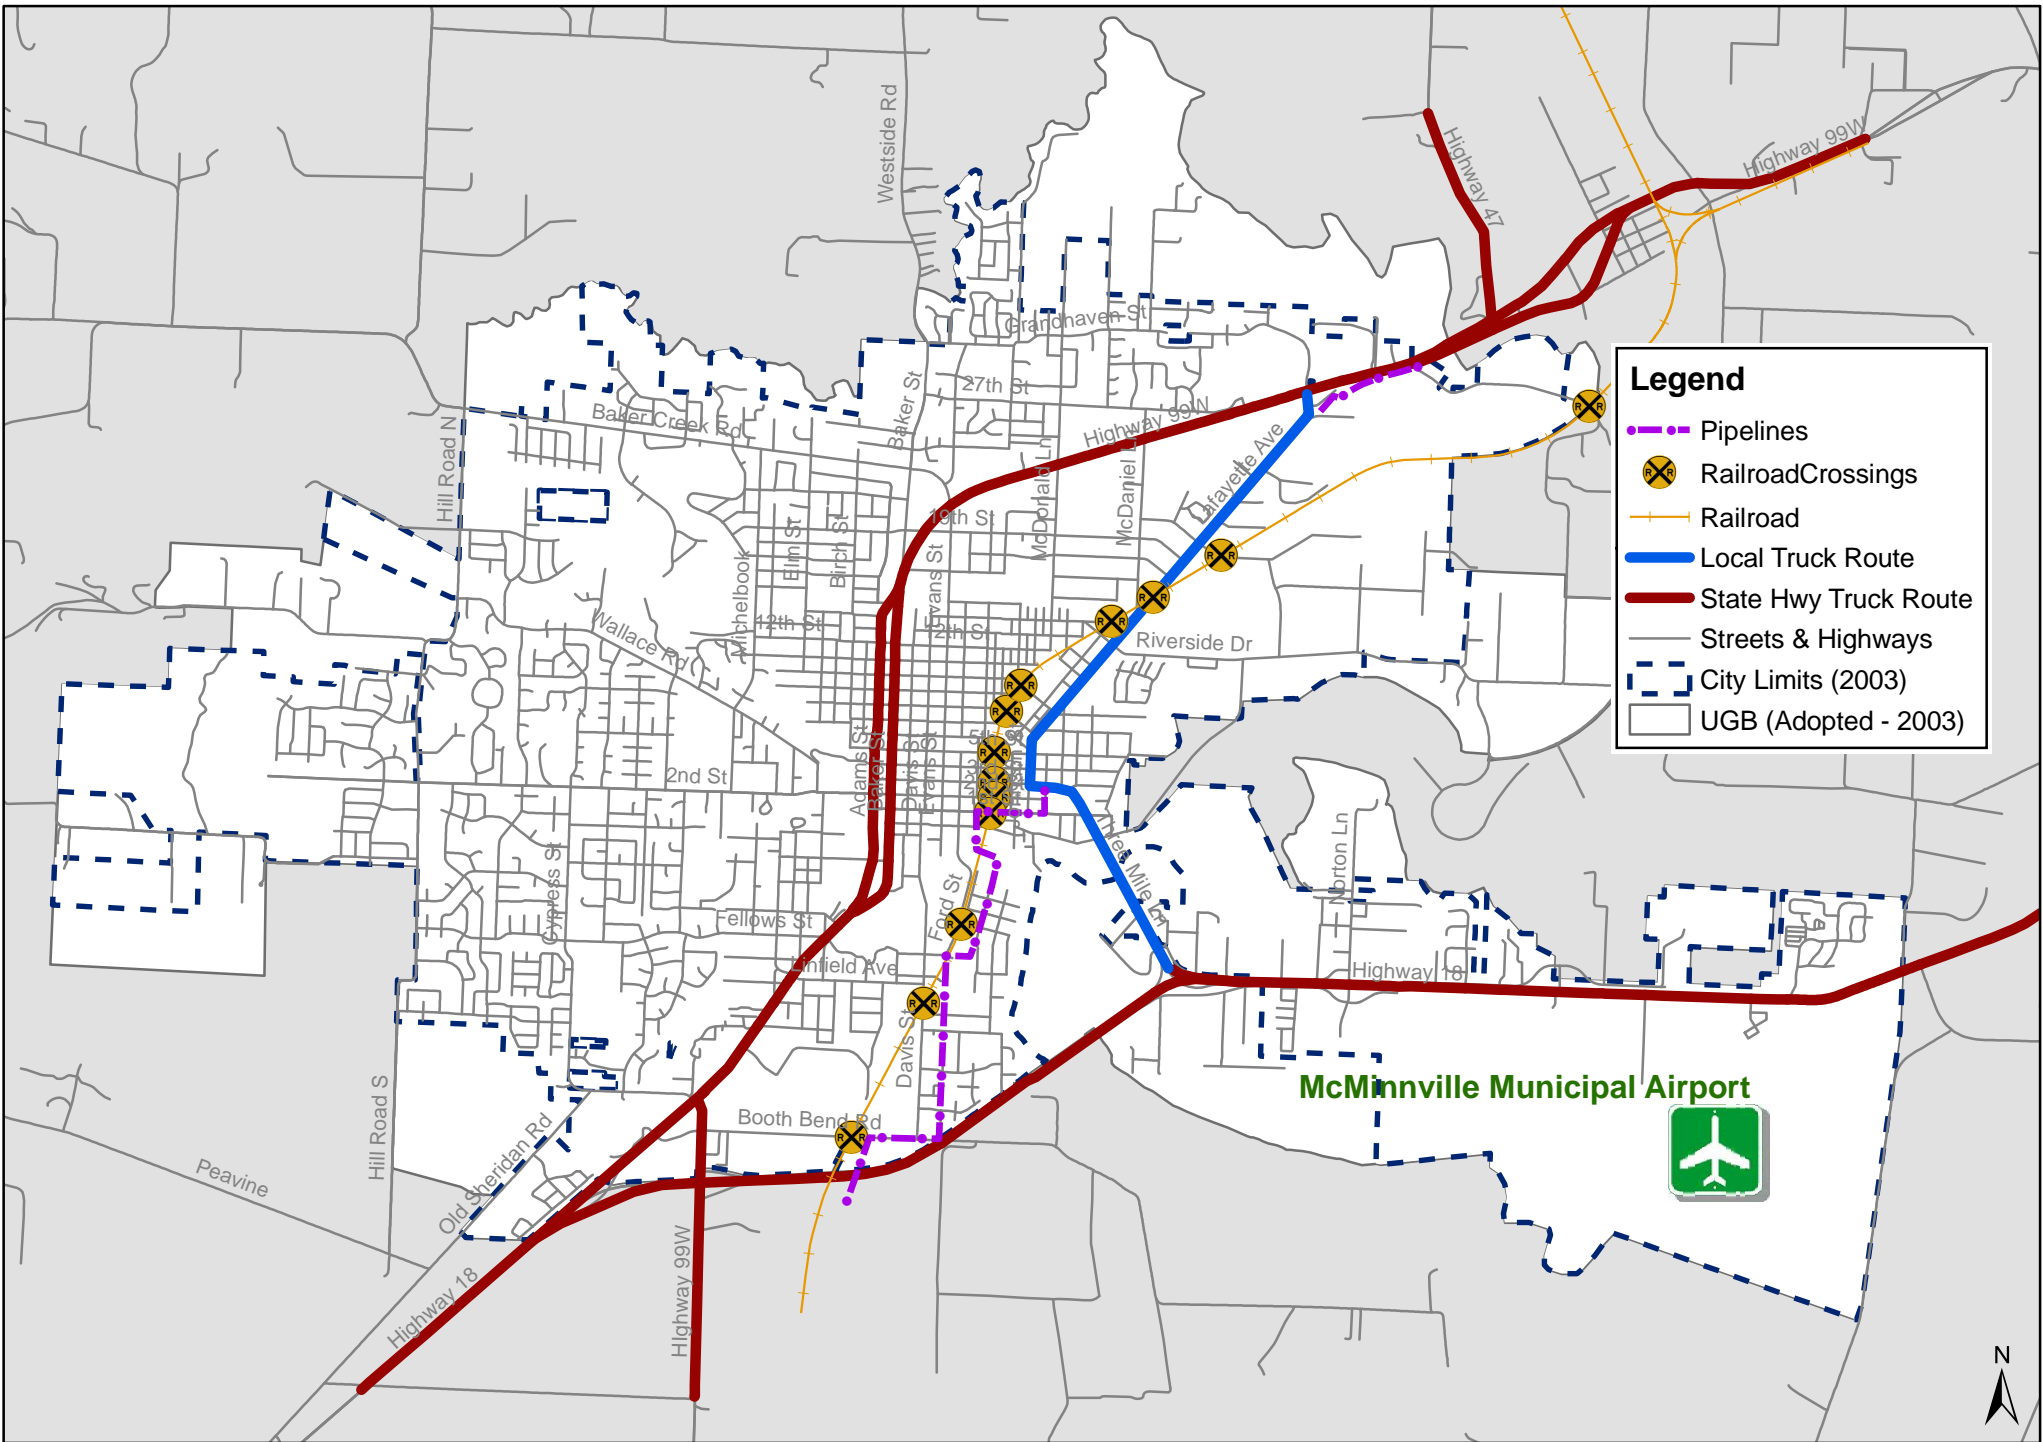 Westside Rd
Highway 47
Highway 99W
Grandhaven St
27th St
Baker St
Baker Creek Rd
Hill Road N
Highway 99W
McDonald Ln
McDaniel Ln
Lafayette Ave
19th St
Elm St
Birch St
Evans St
Michelbook
12th St
12th St
Wallace Rd
Riverside Dr
Adams St
Baker St
Davis St
Evans St
5th St
2nd St
Three Mile Ln
Norton Ln
Cypress St
Fellows St
Ford St
Linfield Ave
Highway 18
Davis St
Booth Bend Rd
McMinnville Municipal Airport
Hill Road S
Peavine
Old Sheridan Rd
Highway 18
HIghway 99W
Legend
Pipelines
RailroadCrossings
Railroad
Local Truck Route
State Hwy Truck Route
Streets & Highways
City Limits (2003)
UGB (Adopted - 2003)
N